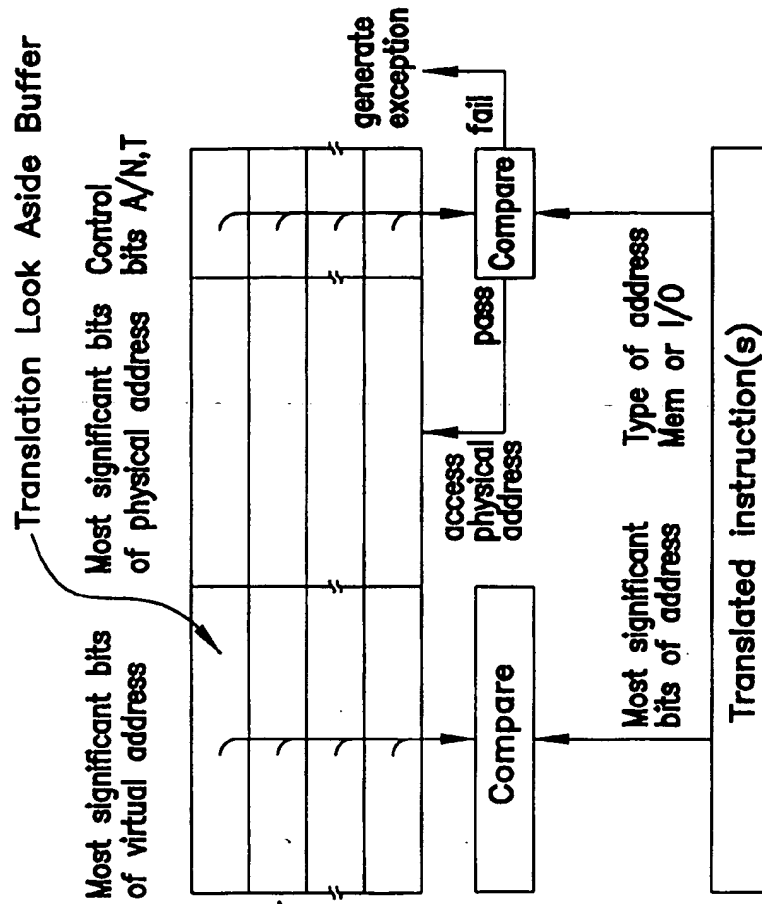 Translation Look Aside Buffer
Most significant bits
of virtual address
Most significant bits
of physical address
Control
bits A/N,T
generate
exception
fail
Compare
pass
access
physical
address
Compare
Type of address
Mem or I/O
Most significant
bits of address
Translated instruction(s)